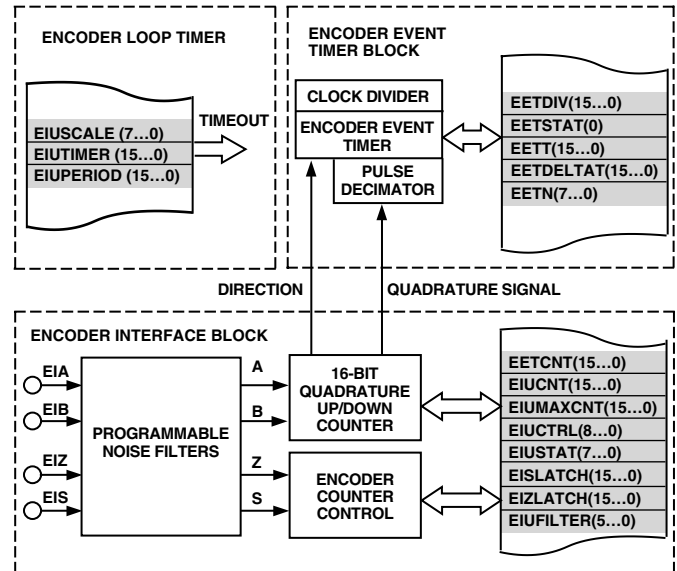 ENCODER LOOP TIMER
EIUSCALE (7...0)
EIUTIMER (15...0)
EIUPERIOD (15...0)
TIMEOUT
ENCODER EVENT
TIMER BLOCK
CLOCK DIVIDER
ENCODER EVENT
TIMER
PULSE
DECIMATOR
EETDIV(15...0)
EETSTAT(0)
EETT(15...0)
EETDELTAT(15...0)
EETN(7...0)
DIRECTION
QUADRATURE SIGNAL
ENCODER INTERFACE BLOCK
EIA
EIB
EIZ
EIS
PROGRAMMABLE
NOISE FILTERS
A
B
Z
S
16-BIT
QUADRATURE
UP/DOWN
COUNTER
ENCODER
COUNTER
CONTROL
EETCNT(15...0)
EIUCNT(15...0)
EIUMAXCNT(15...0)
EIUCTRL(8...0)
EIUSTAT(7...0)
EISLATCH(15...0)
EIZLATCH(15...0)
EIUFILTER(5...0)